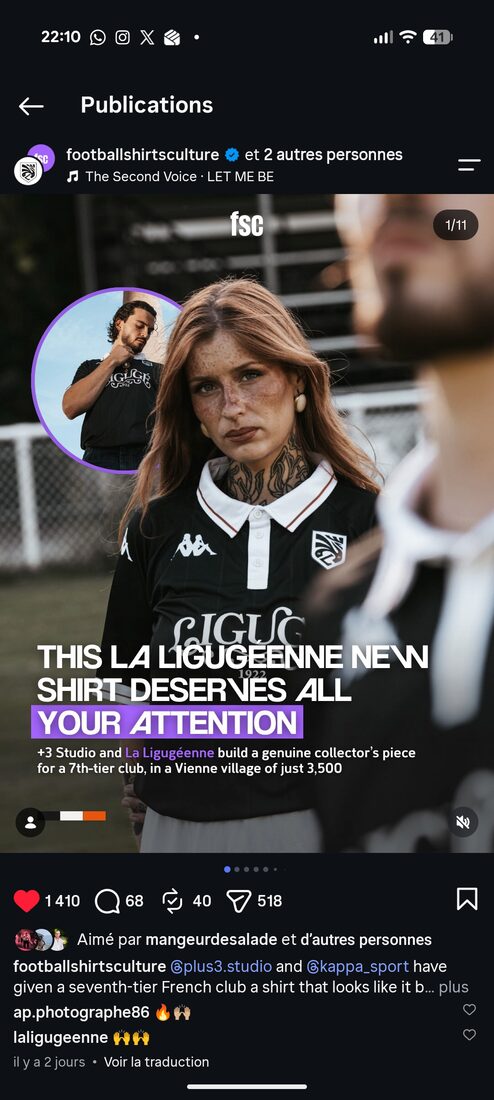 22:10
41
Publications
footballshirtsculture et 2 autres personnes
The Second Voice · LET ME BE
fsc
1/11
LIGUG
1922
THIS LA LIGUGÉENNE NEW
SHIRT DESERVES ALL
YOUR ATTENTION
+3 Studio and La Ligugéenne build a genuine collector's piece
for a 7th-tier club, in a Vienne village of just 3,500
1 410
68
40
518
Aimé par mangeurdesalade et d'autres personnes
footballshirtsculture @plus3.studio and @kappa_sport have
given a seventh-tier French club a shirt that looks like it b… plus
ap.photographe86 🔥🙌🏼
laligugeenne 🙌🙌
il y a 2 jours • Voir la traduction